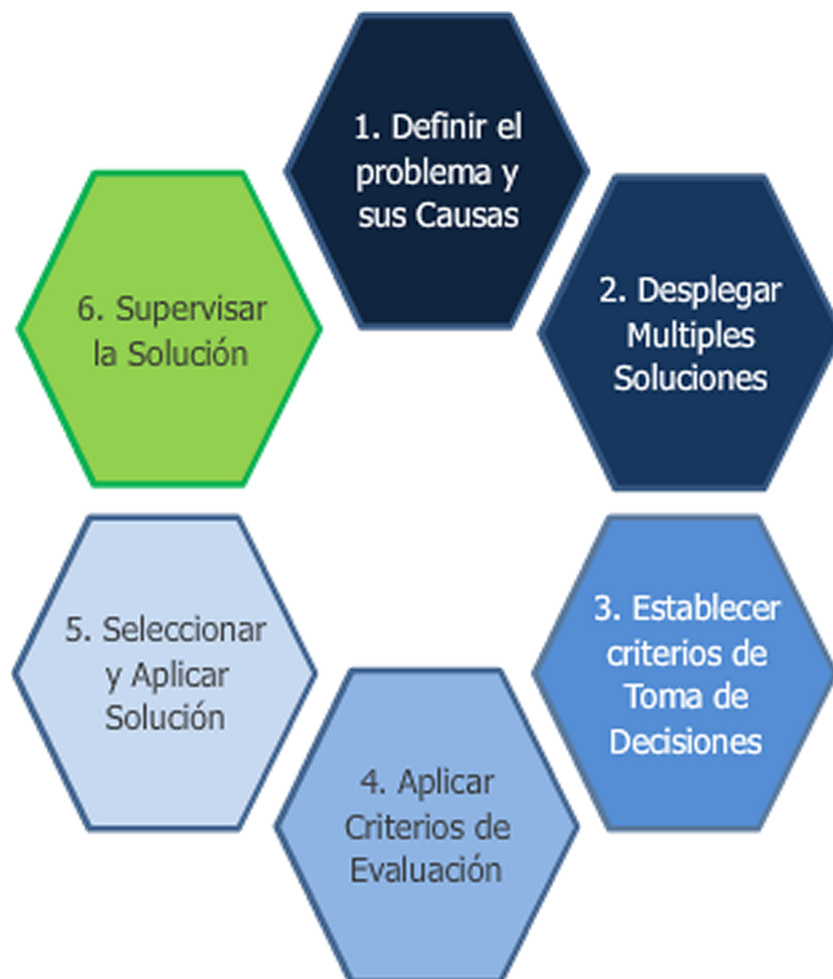 1. Definir el
problema y
sus Causas
2. Desplegar
Multiples
Soluciones
3. Establecer
criterios de
Toma de
Decisiones
4. Aplicar
Criterios de
Evaluación
5. Seleccionar
y Aplicar
Solución
6. Supervisar
la Solución